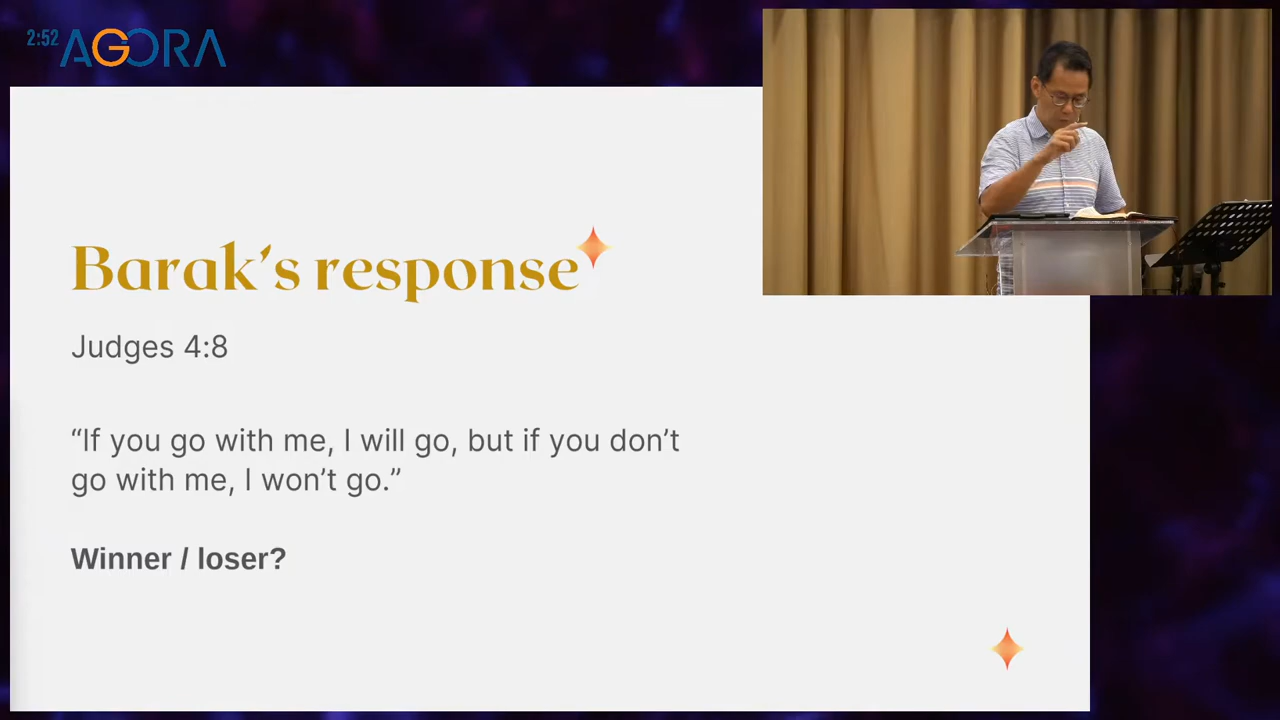 2:52 AGORA
Barak's response
Judges 4:8
“If you go with me, I will go, but if you don’t
go with me, I won’t go.”
Winner / loser?